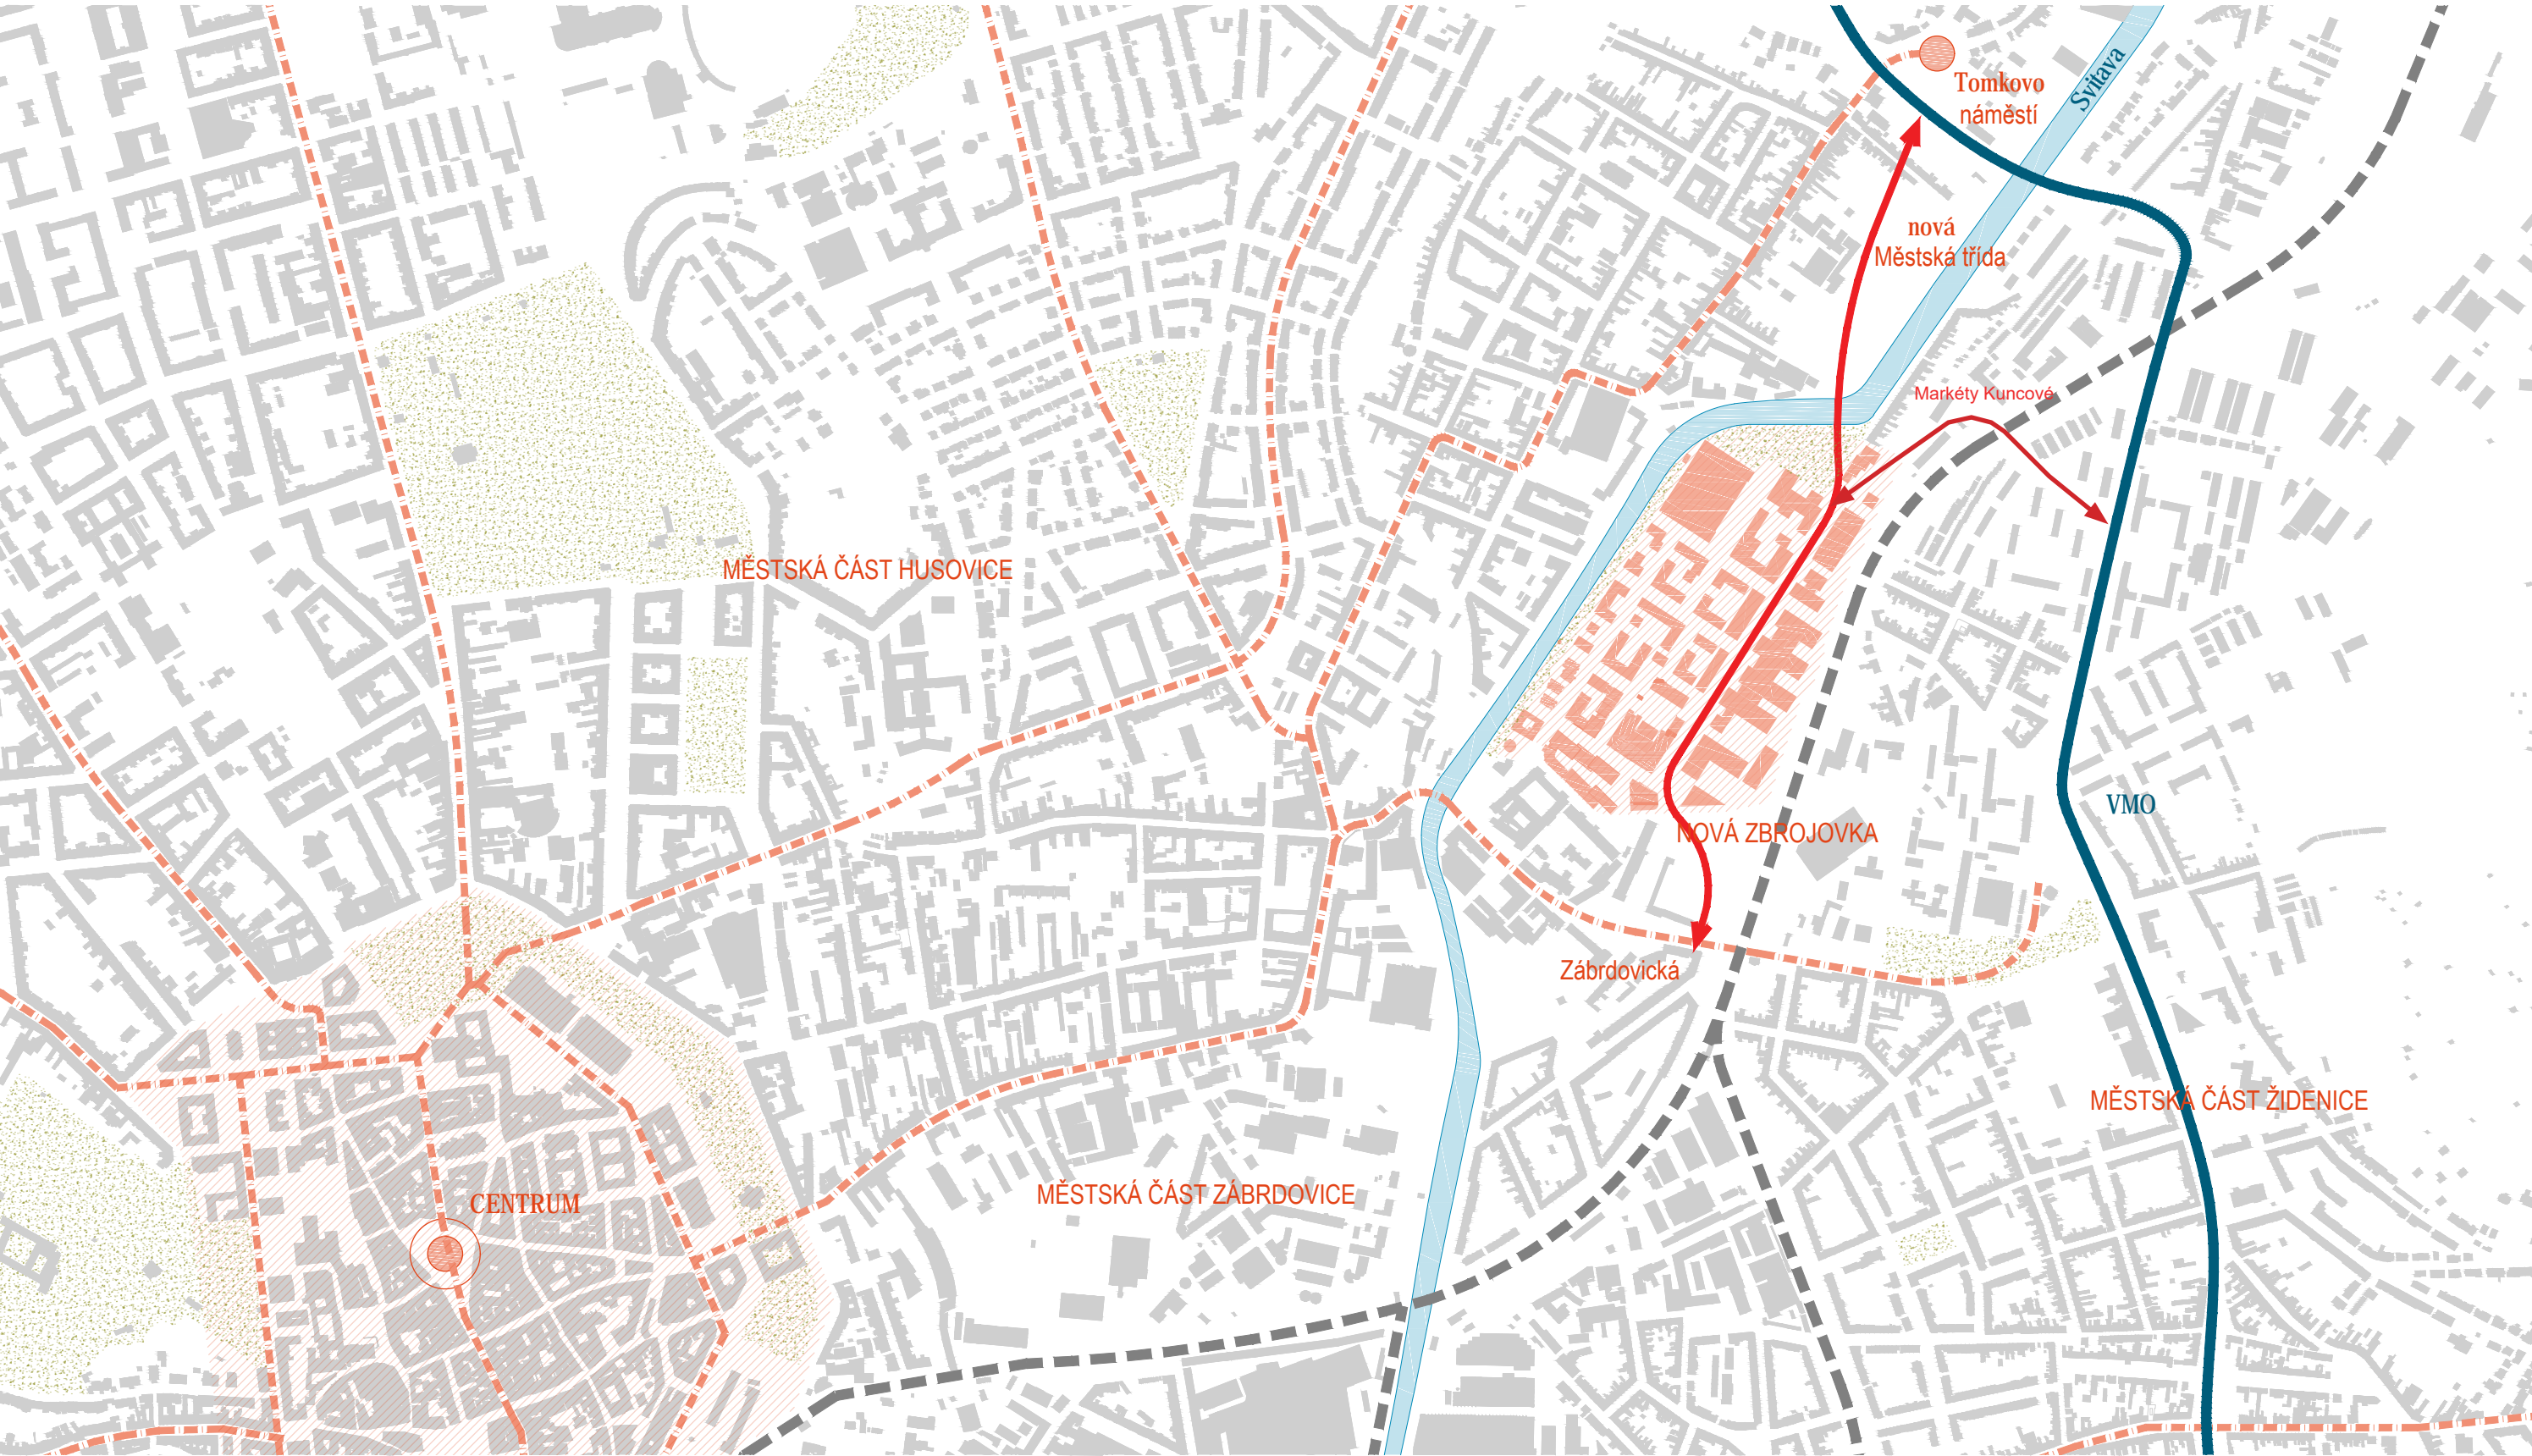 Svitava
Tomkovo
náměstí
nová
Městská třída
Markéty Kuncové
MĚSTSKÁ ČÁST HUSOVICE
VMO
NOVÁ ZBROJOVKA
Zábrdovická
MĚSTSKÁ ČÁST ŽIDENICE
MĚSTSKÁ ČÁST ZÁBRDOVICE
CENTRUM